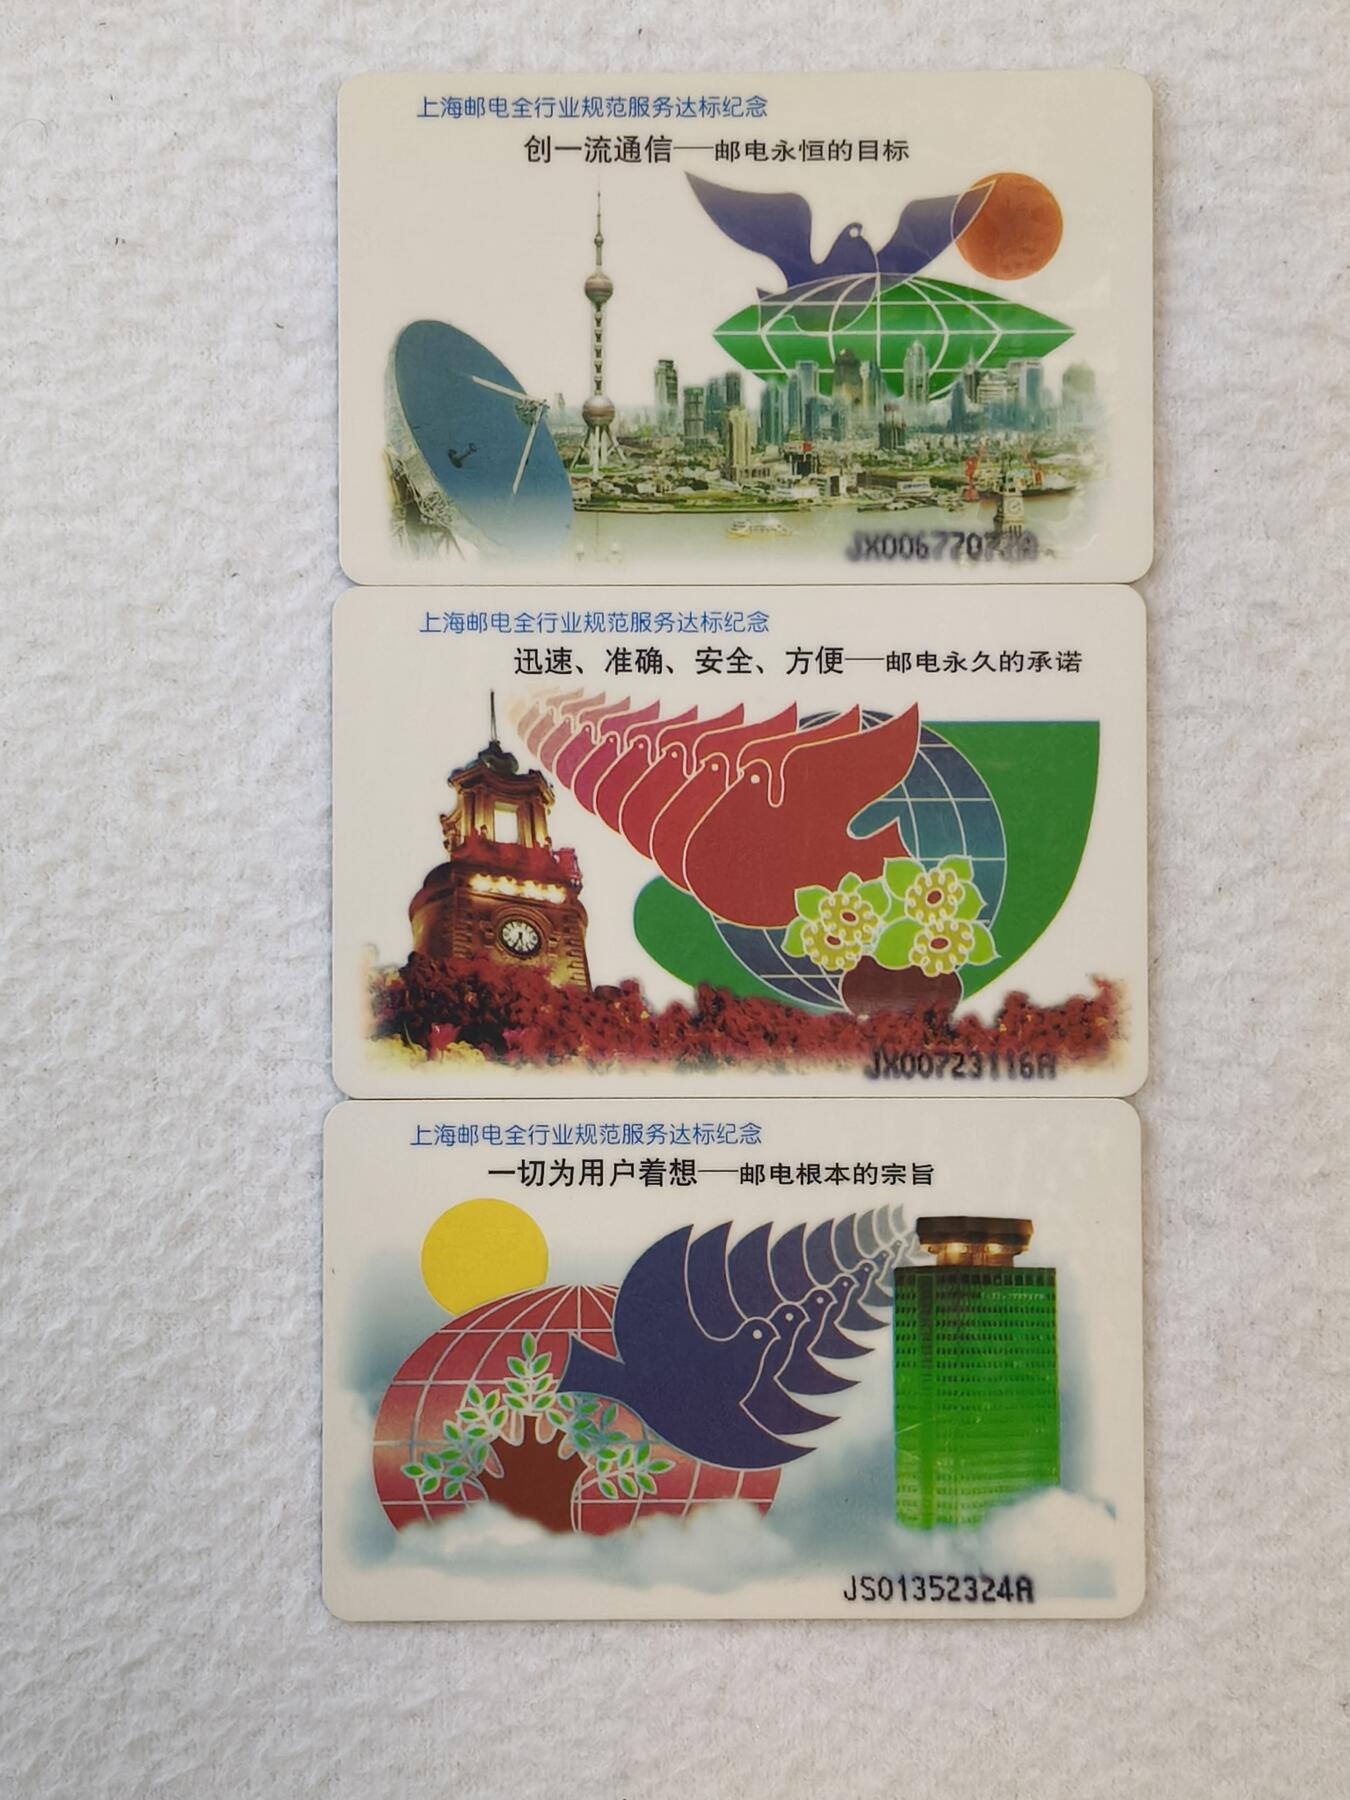 上海邮电全行业规范服务达标纪念
创一流通信——邮电永恒的目标
上海邮电全行业规范服务达标纪念
迅速、准确、安全、方便——邮电永久的承诺
JX00723116A
上海邮电全行业规范服务达标纪念
一切为用户着想——邮电根本的宗旨
JS01352324A